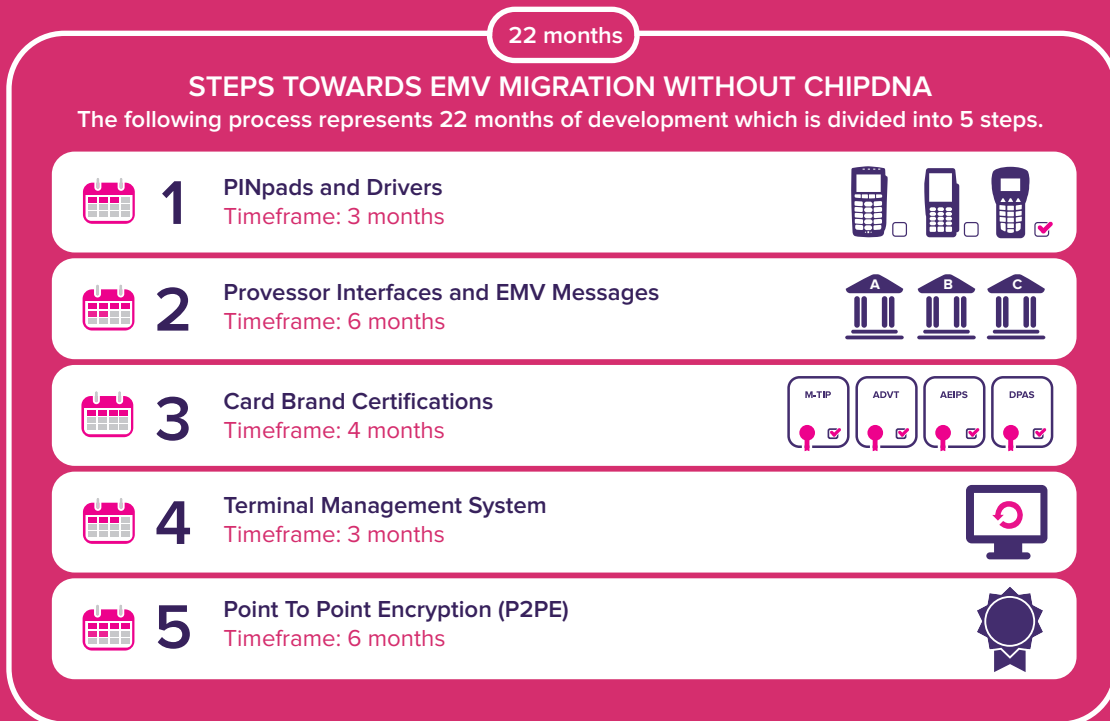 22 months
STEPS TOWARDS EMV MIGRATION WITHOUT CHIPDNA
The following process represents 22 months of development which is divided into 5 steps.
1
PINpads and Drivers
Timeframe: 3 months
2
Provessor Interfaces and EMV Messages
Timeframe: 6 months
A B C
3
Card Brand Certifications
Timeframe: 4 months
M-TIP ADVT AEIPS DPAS
4
Terminal Management System
Timeframe: 3 months
5
Point To Point Encryption (P2PE)
Timeframe: 6 months